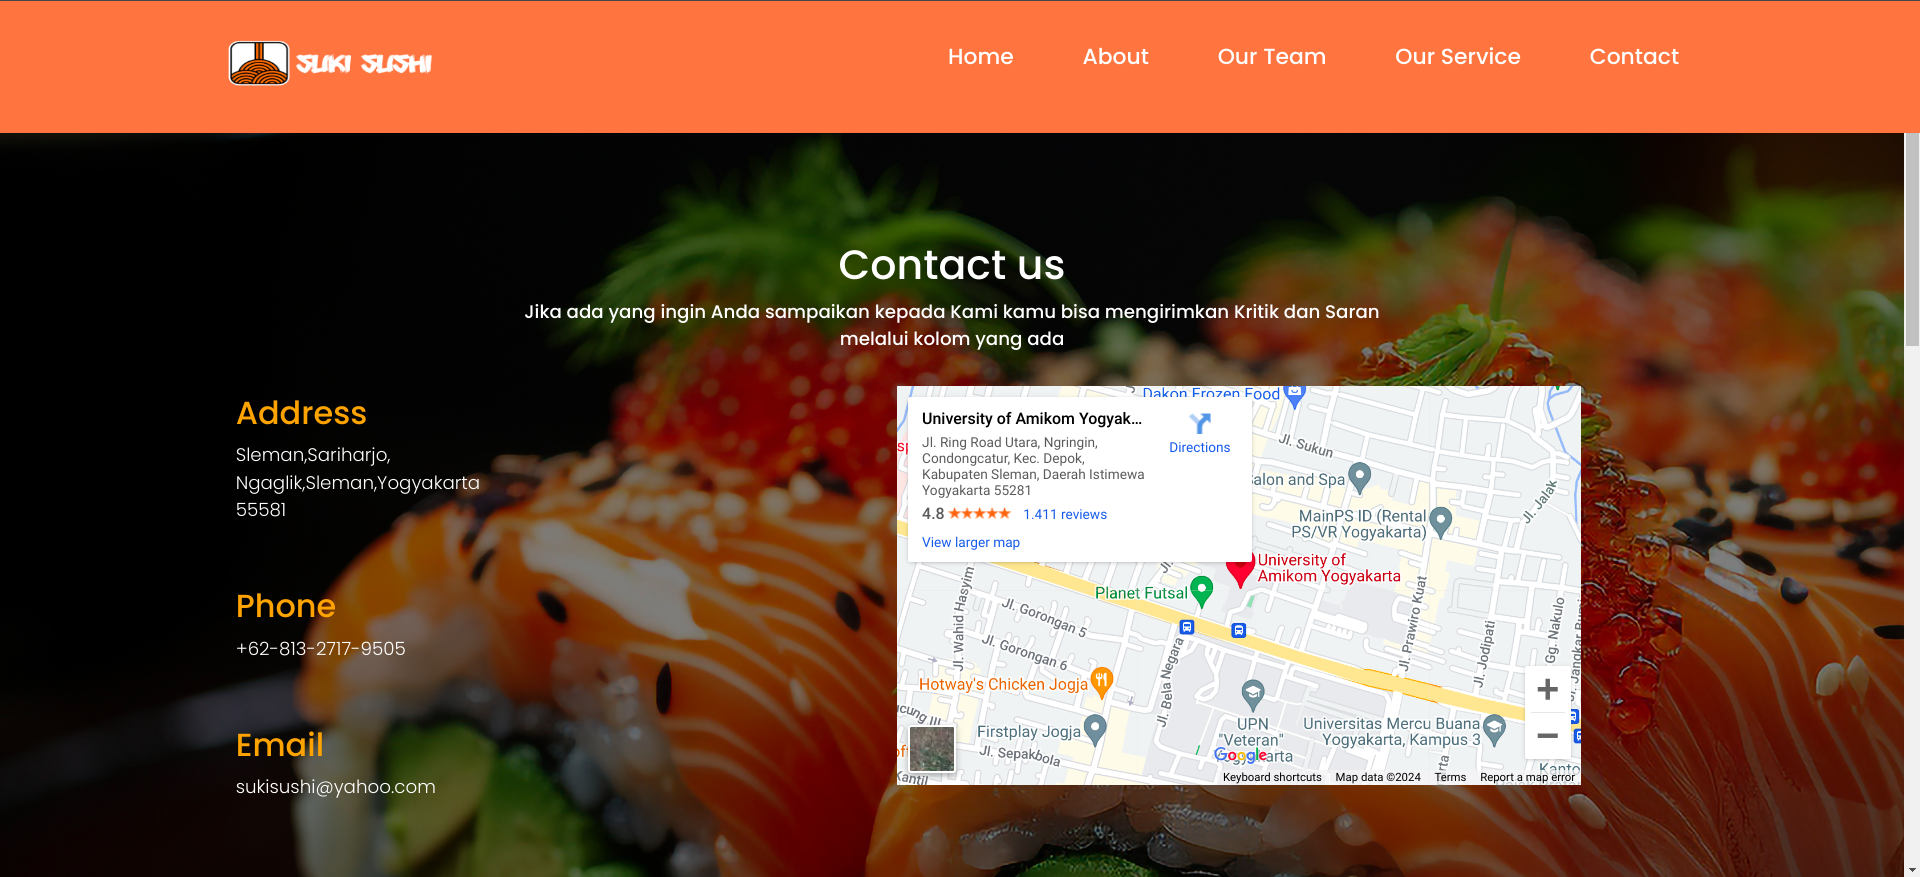 SUKI SUSHI
Home
About
Our Team
Our Service
Contact
Contact us
Jika ada yang ingin Anda sampaikan kepada Kami kamu bisa mengirimkan Kritik dan Saran
melalui kolom yang ada
Address
Sleman,Sariharjo,
Ngaglik,Sleman,Yogyakarta
55581
Phone
+62-813-2717-9505
Email
sukisushi@yahoo.com
Dakon Frozen Food
University of Amikom Yogyak...
Jl. Ring Road Utara, Ngringin,
Condongcatur, Kec. Depok,
Kabupaten Sleman, Daerah Istimewa
Yogyakarta 55281
4.8
1.411 reviews
View larger map
Directions
Jl. Sukun
alon and Spa
Jl. Jalak
MainPS ID (Rental
PS/VR Yogyakarta)
University of
Amikom Yogyakarta
Planet Futsal
Jl. Wahid Hasyim
Jl. Gorongan 5
Jl. Gorongan 6
Jl. Prawiro Kuat
Jl. Jodipati
Gg. Nakulo
Jl. Bela Negara
Hotway's Chicken Jogja
ucung III
Firstplay Jogja
Jl. Sepakbola
UPN
"Veteran"
Universitas Mercu Buana
Yogyakarta, Kampus 3
Google
Keyboard shortcuts
Map data ©2024
Terms
Report a map error